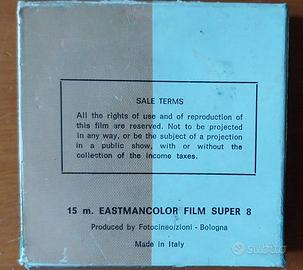 SALE TERMS
All the rights of use and of reproduction of
this film are reserved. Not to be projected
in any way, or be the subject of a projection
in a public show, with or without the
collection of the income taxes.
15 m. EASTMANCOLOR FILM SUPER 8
Produced by Fotocineozioni - Bologna
Made in Italy
subito